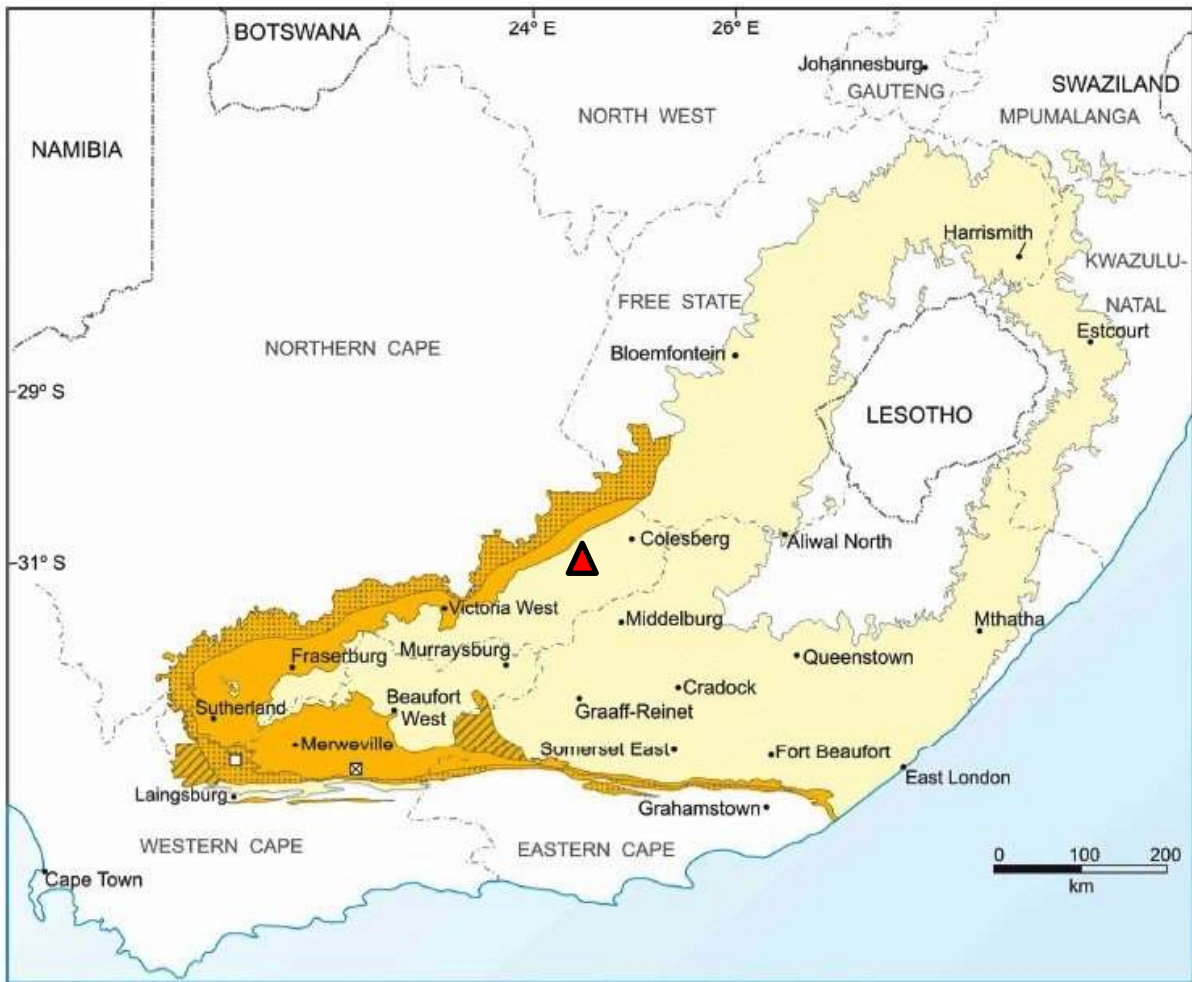 24° E
26° E
BOTSWANA
Johannesburg
GAUTENG
SWAZILAND
MPUMALANGA
NORTH WEST
NAMIBIA
Harrismith
KWAZULU-
NATAL
FREE STATE
Estcourt
NORTHERN CAPE
Bloemfontein
29° S
LESOTHO
Colesberg
Aliwal North
31° S
Victoria West
Middelburg
Mthatha
Murraysburg
Fraserburg
Queenstown
Cradock
Beaufort
West
Graaff-Reinet
Sutherland
Merweville
Somerset East
Fort Beaufort
East London
Laingsburg
Grahamstown
WESTERN CAPE
EASTERN CAPE
0 100 200
km
Cape Town